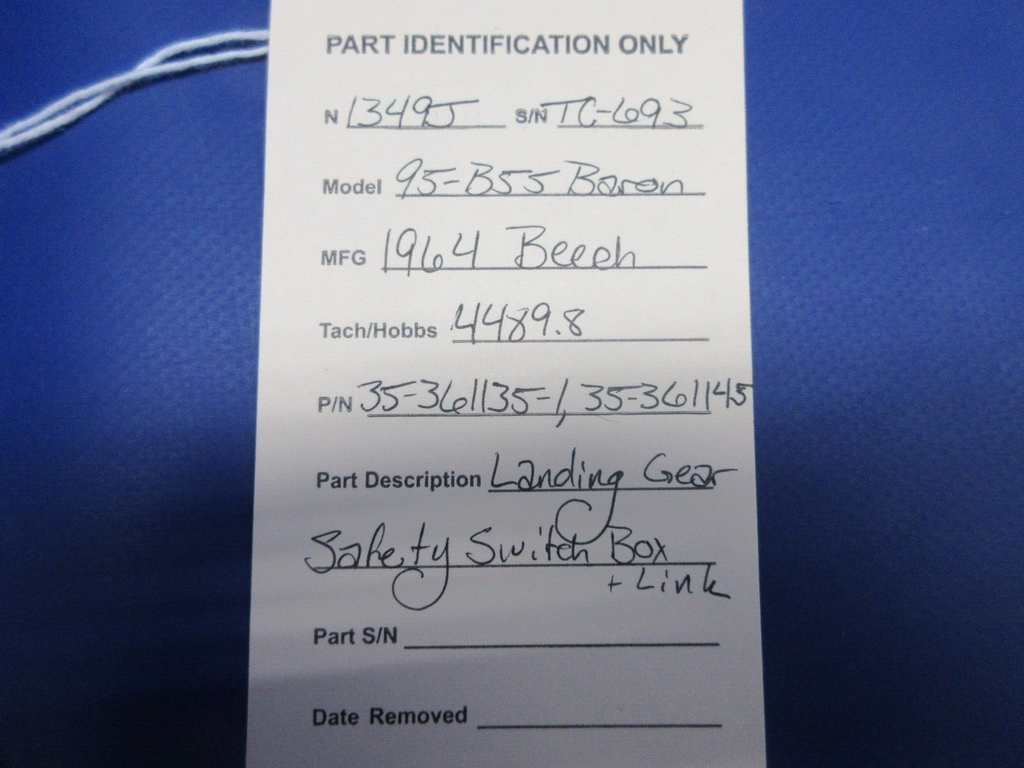 PART IDENTIFICATION ONLY
N 1349J S/N TC-693
Model 95-B55 Baron
MFG 1964 Beech
Tach/Hobbs 4489.8
P/N 35-361135-1, 35-361145
Part Description Landing Gear
Safety Switch Box
+ Link
Part S/N
Date Removed